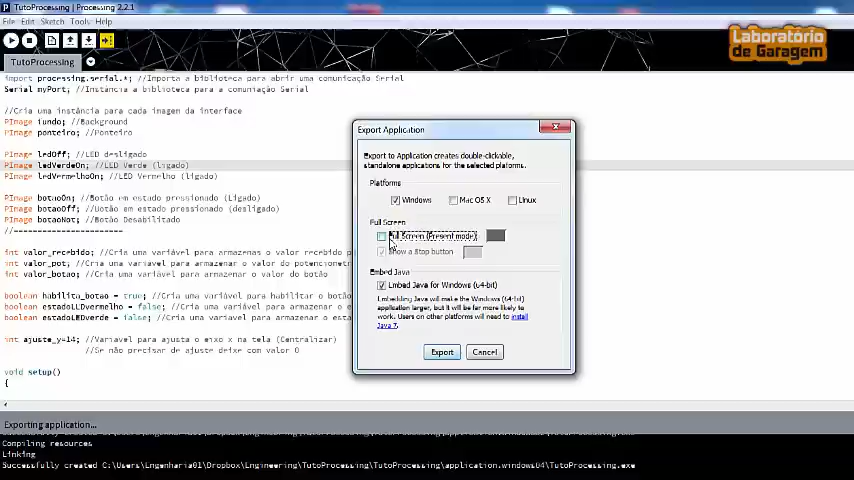 TutoProcessing | Processing 2.2.1
File Edit Sketch Tools Help
Laboratório
de Garagem
TutoProcessing
import processing.serial.*; //Importa a biblioteca para abrir uma comunicação Serial
Serial myPort; //Instância a biblioteca para a comuniação Serial
//Cria uma instância para cada imagem da interface
PImage fundo; //Background
PImage ponteiro; //Ponteiro
PImage ledOff; //LED desligado
PImage ledVerdeOn; //LED Verde (ligado)
PImage ledVermelhoOn; //LED Vermelho (ligado)
PImage botaoOn; //Botão em estado pressionado (Ligado)
PImage botaoOff; //Botão em estado pressionado (desligado)
PImage botaoNot; //Botão Desabilitado
//-------------------------
int valor_recebido; //Cria uma variável para armazenar o valor recebido p
int valor_pot; //Cria uma variável para armazenar o valor do potenciomet
int valor_botao; //Cria uma variável para armazenar o valor do botão
boolean habilita_botao = true; //Cria uma variável para habilitar o botão
boolean estadoLEDvermelho = false; //Cria uma variável para armazenar o e
boolean estadoLEDverde = false; //Cria uma variável para armazenar o esta
int ajuste_y=14; //Variavel para ajusta o eixo x na tela (Centralizar)
//Se não precisar de ajuste deixe com valor 0
void setup()
{
Export Application
Export to Application creates double-clickable,
standalone applications for the selected plaforms.
Platforms
Windows Mac OS X Linux
Full Screen
Full Screen (Present mode)
Show a Stop button
Embed Java
Embed Java for Windows (64-bit)
Embedding Java will make the Windows (64-bit)
application larger, but it will be far more likely to
work. Users on other platforms will need to install
Java 7.
Export Cancel
Exporting application...
Compiling resources
Linking
Successfully created C:\Users\Engenharia01\Dropbox\Engineering\TutoProcessing\TutoProcessing\application.windows64\TutoProcessing.exe